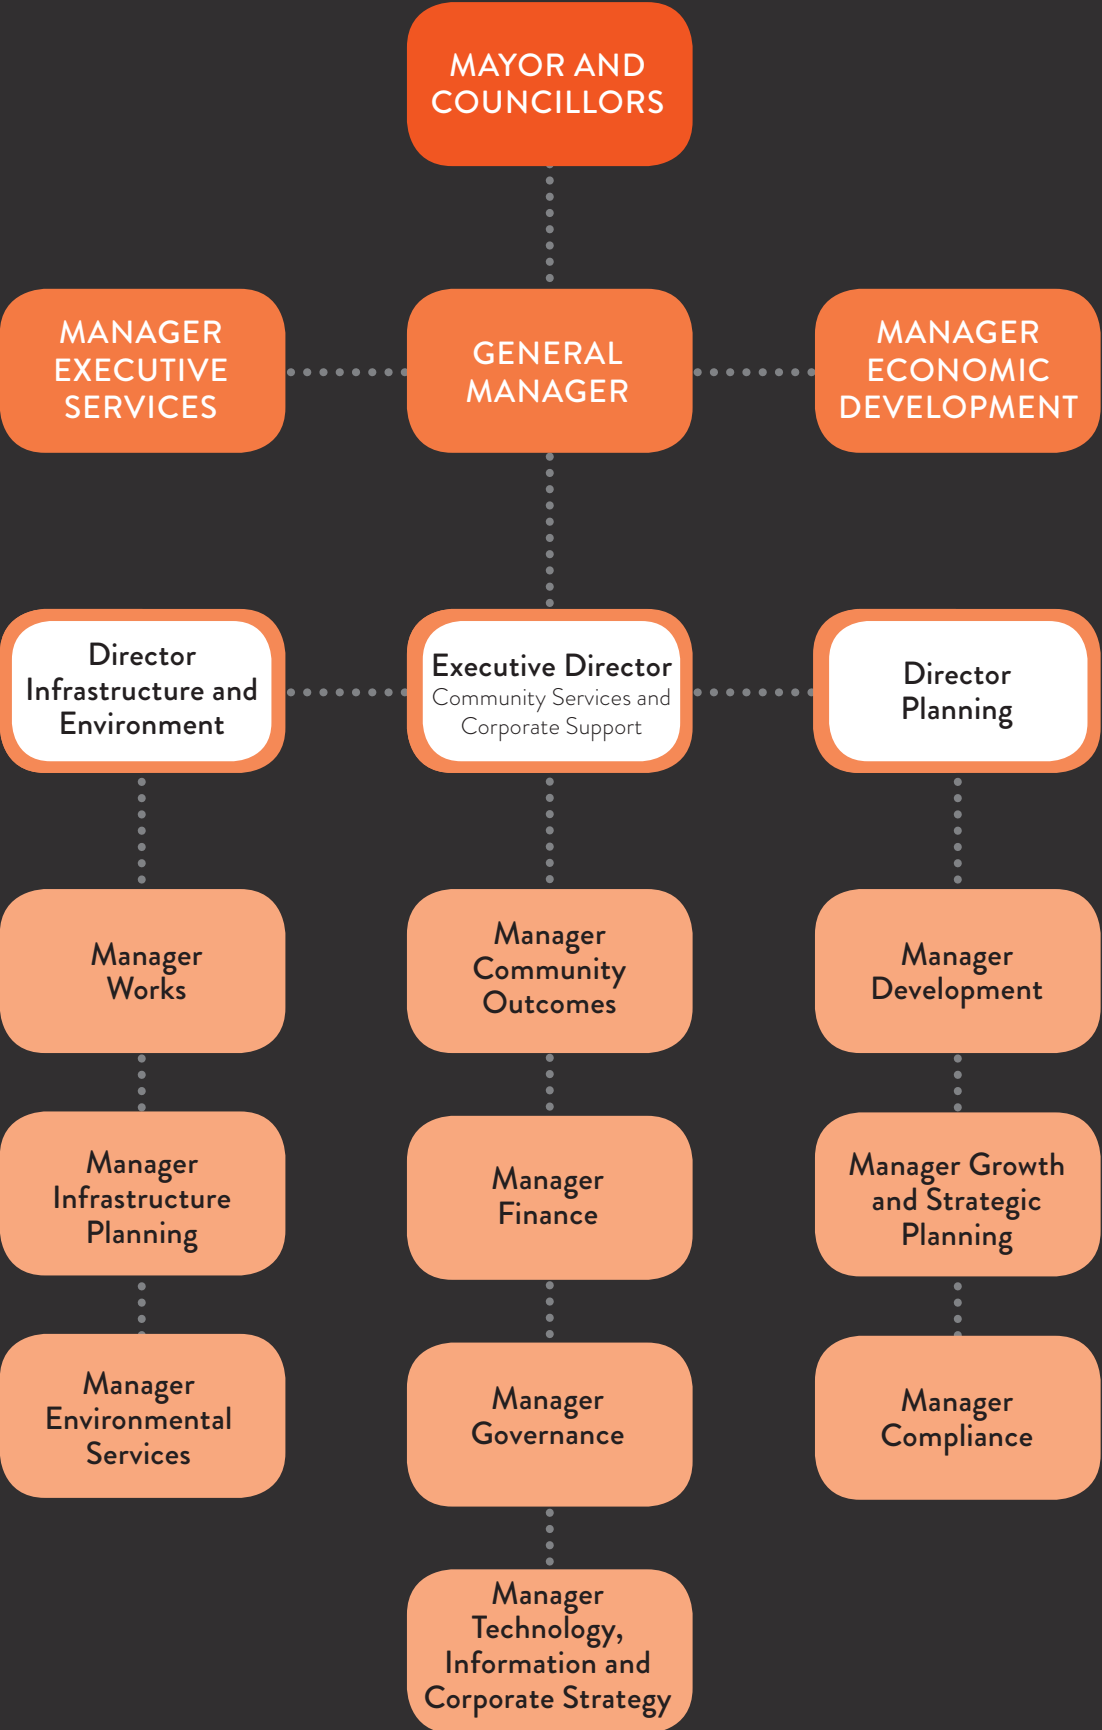 MAYOR AND
COUNCILLORS
MANAGER
EXECUTIVE
SERVICES
GENERAL
MANAGER
MANAGER
ECONOMIC
DEVELOPMENT
Director
Infrastructure and
Environment
Executive Director
Community Services and
Corporate Support
Director
Planning
Manager
Works
Manager
Community
Outcomes
Manager
Development
Manager
Infrastructure
Planning
Manager
Finance
Manager Growth
and Strategic
Planning
Manager
Environmental
Services
Manager
Governance
Manager
Compliance
Manager
Technology,
Information and
Corporate Strategy